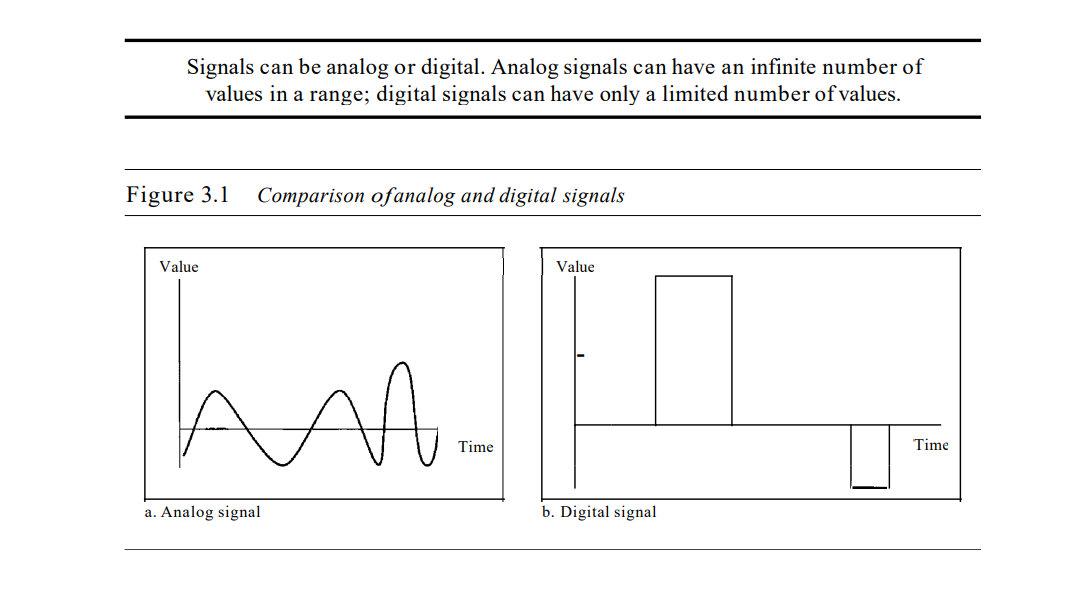 Signals can be analog or digital. Analog signals can have an infinite number of
values in a range; digital signals can have only a limited number of values.
Figure 3.1 Comparison of analog and digital signals
Value
Time
a. Analog signal
Value
Time
b. Digital signal